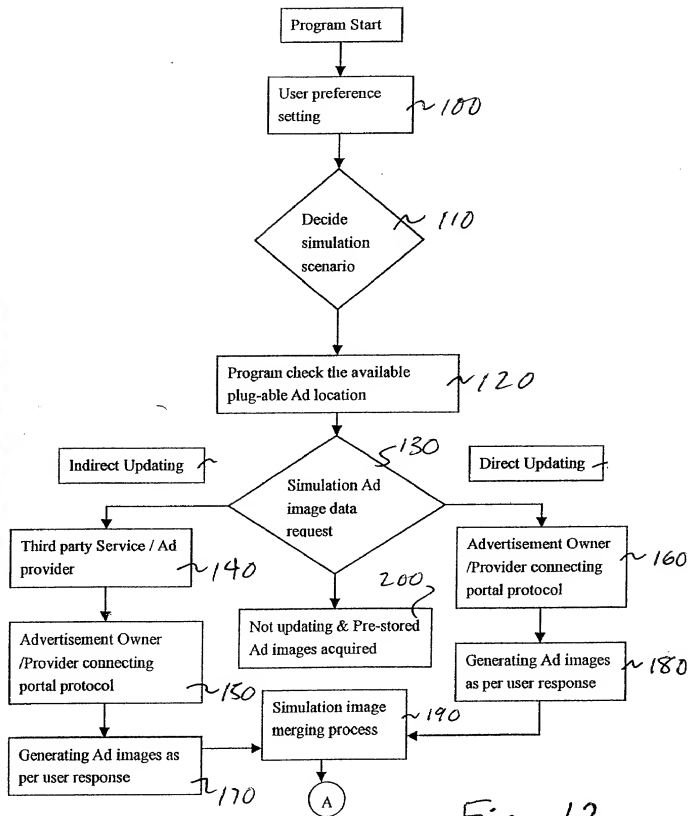 Program Start
User preference
setting
100
Decide
simulation
scenario
110
Program check the available
plug-able Ad location
120
Indirect Updating
130
Direct Updating
Simulation Ad
image data
request
Third party Service / Ad
provider
140
Advertisement Owner
/Provider connecting
portal protocol
160
200
Not updating & Pre-stored
Ad images acquired
Advertisement Owner
/Provider connecting
portal protocol
150
Generating Ad images
as per user response
180
Simulation image
merging process
190
Generating Ad images as
per user response
170
A